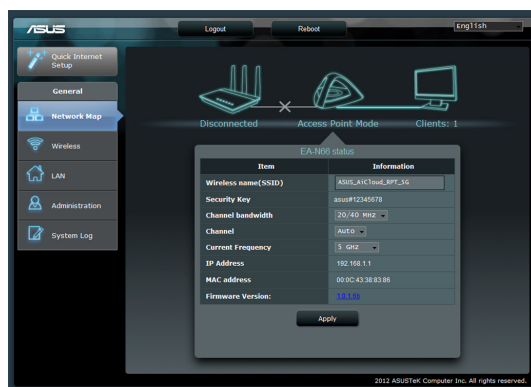 ASUS
Logout
Reboot
English
Quick Internet
Setup
General
Network Map
Wireless
LAN
Administration
System Log
Disconnected
Access Point Mode
Clients: 1
EA-N66 status
Item Information
Wireless name(SSID) ASUS_AiCloud_RPT_5G
Security Key asus#12345678
Channel bandwidth 20/40 MHz
Channel Auto
Current Frequency 5 GHz
IP Address 192.168.1.1
MAC address 00:0C:43:38:83:86
Firmware Version:
Apply
2012 ASUSTeK Computer Inc. All rights reserved.